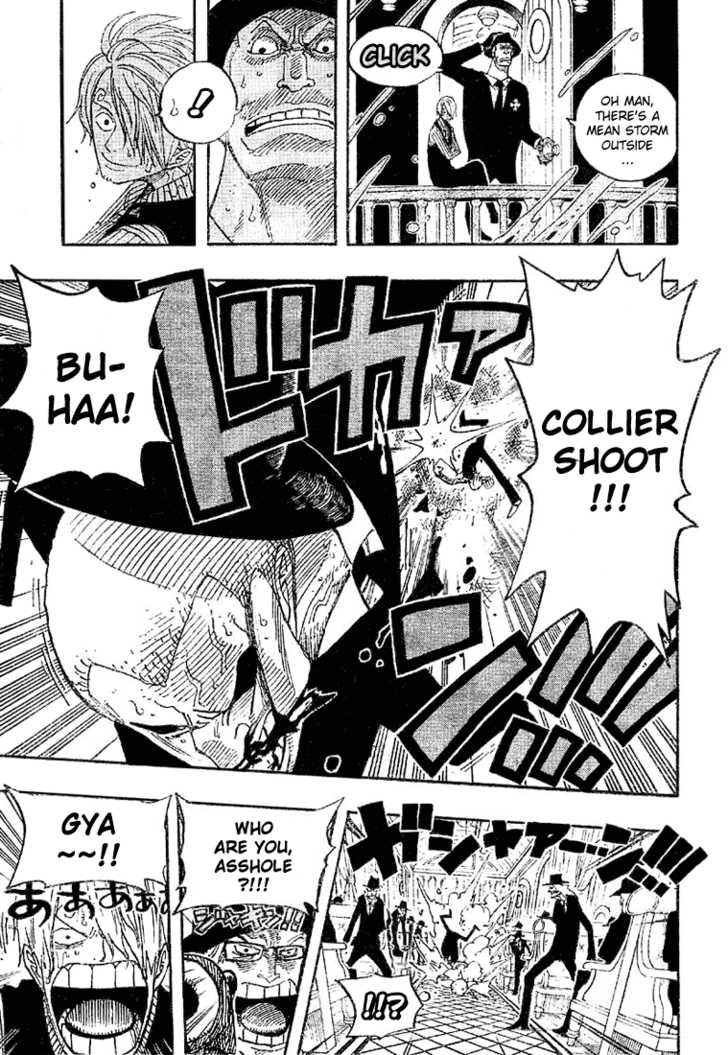 OH MAN,
THERE'S A
MEAN STORM
OUTSIDE
...
CLICK
!
COLLIER
SHOOT
!!!
ドカァ
BU-
HAA!
ガシャアーン!!!
!!?
WHO
ARE YOU,
ASSHOLE
?!!!
GYA
~~!!
ぁぁぁぁぁ